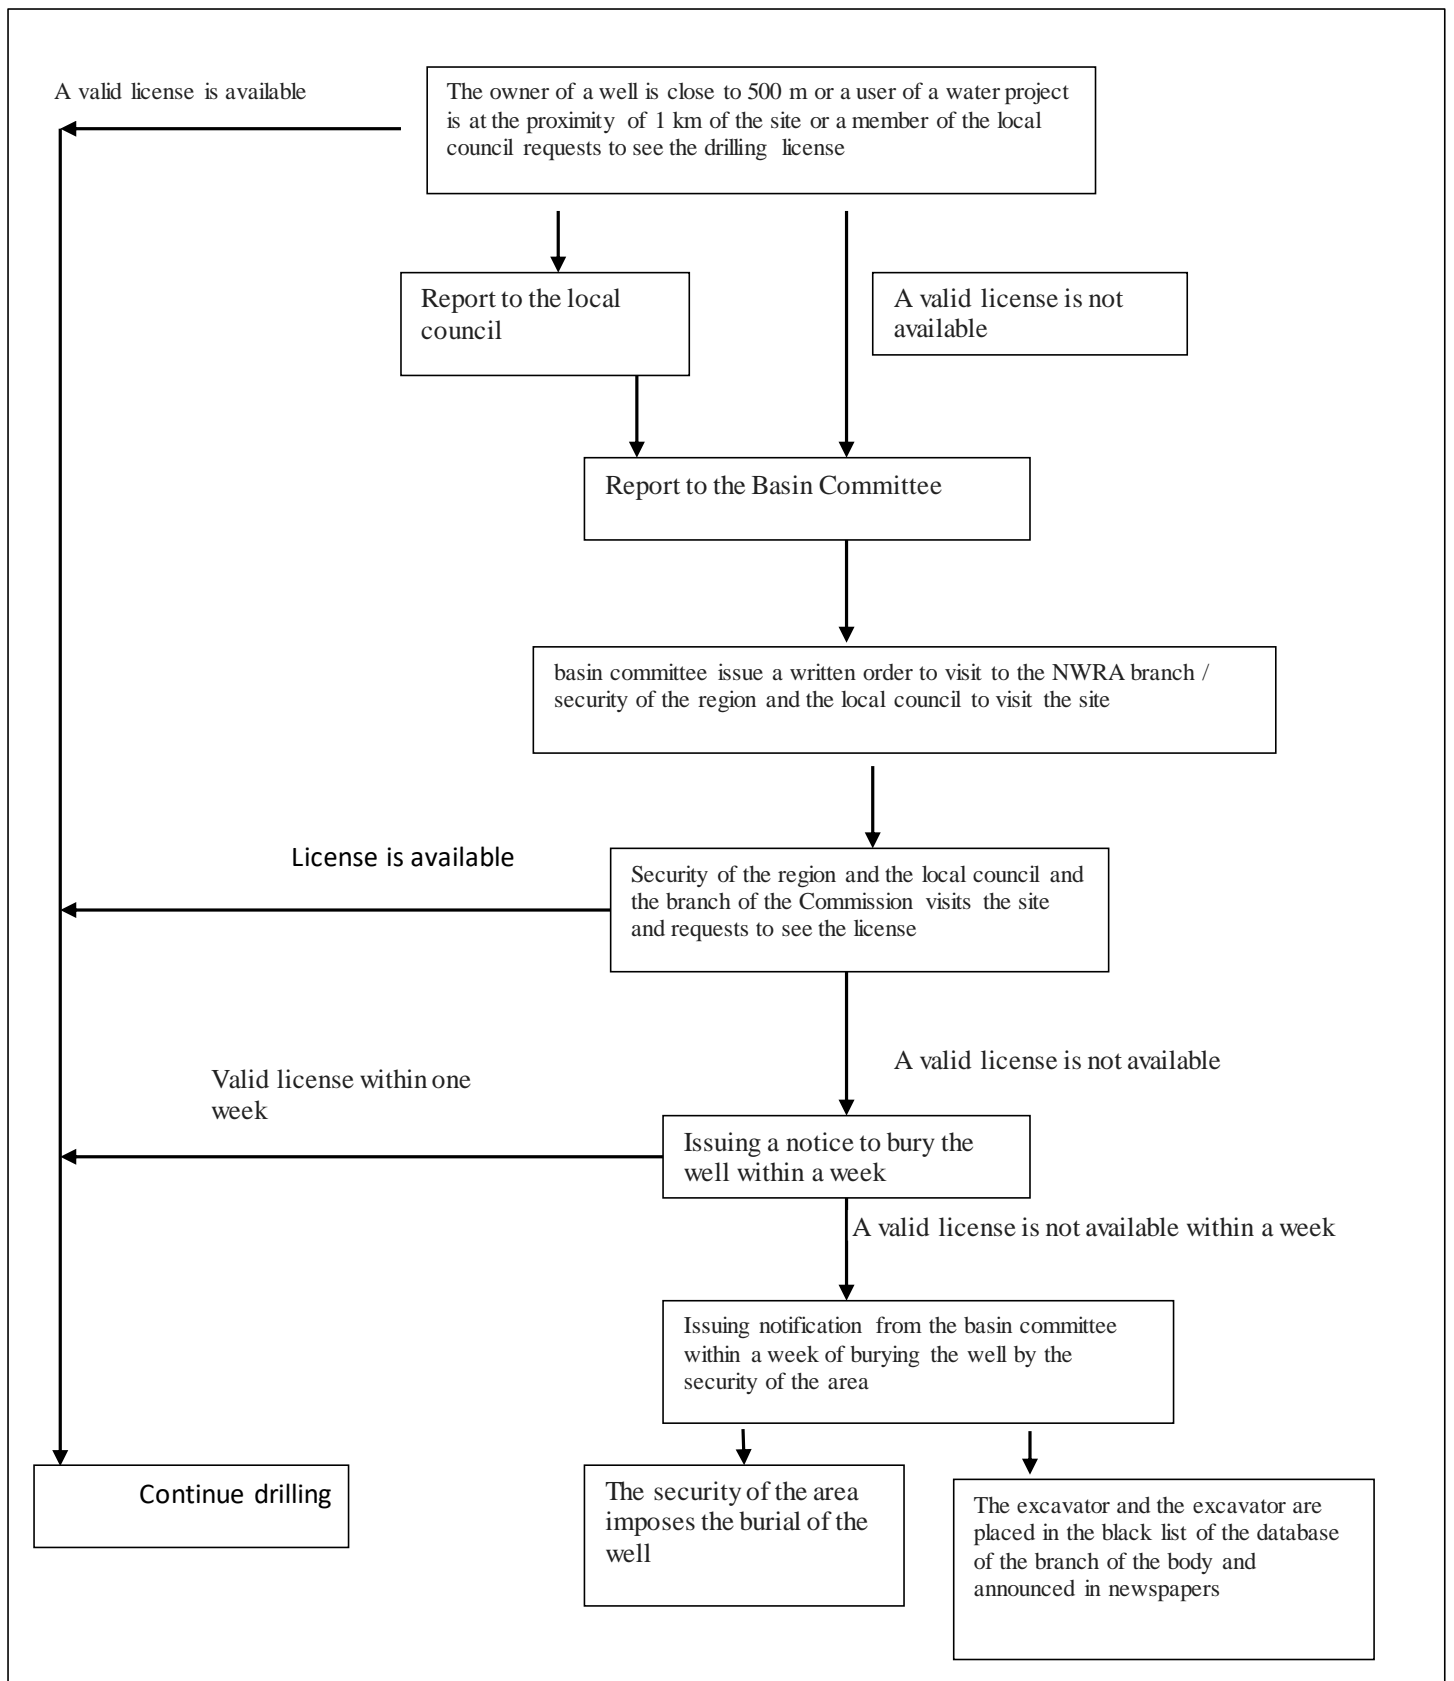 A valid license is available
The owner of a well is close to 500 m or a user of a water project
is at the proximity of 1 km of the site or a member of the local
council requests to see the drilling license
Report to the local
council
A valid license is not
available
Report to the Basin Committee
basin committee issue a written order to visit to the NWRA branch /
security of the region and the local council to visit the site
License is available
Security of the region and the local council and
the branch of the Commission visits the site
and requests to see the license
A valid license is not available
Valid license within one
week
Issuing a notice to bury the
well within a week
A valid license is not available within a week
Issuing notification from the basin committee
within a week of burying the well by the
security of the area
Continue drilling
The security of the area
imposes the burial of the
well
The excavator and the excavator are
placed in the black list of the database
of the branch of the body and
announced in newspapers